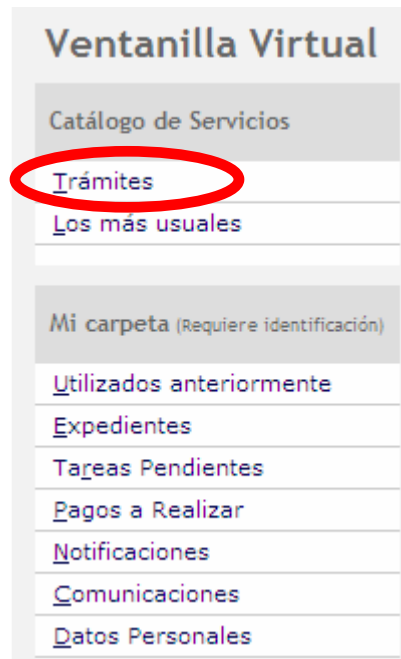 Ventanilla Virtual
Catálogo de Servicios
Trámites
Los más usuales
Mi carpeta (Requiere identificación)
Utilizados anteriormente
Expedientes
Tareas Pendientes
Pagos a Realizar
Notificaciones
Comunicaciones
Datos Personales